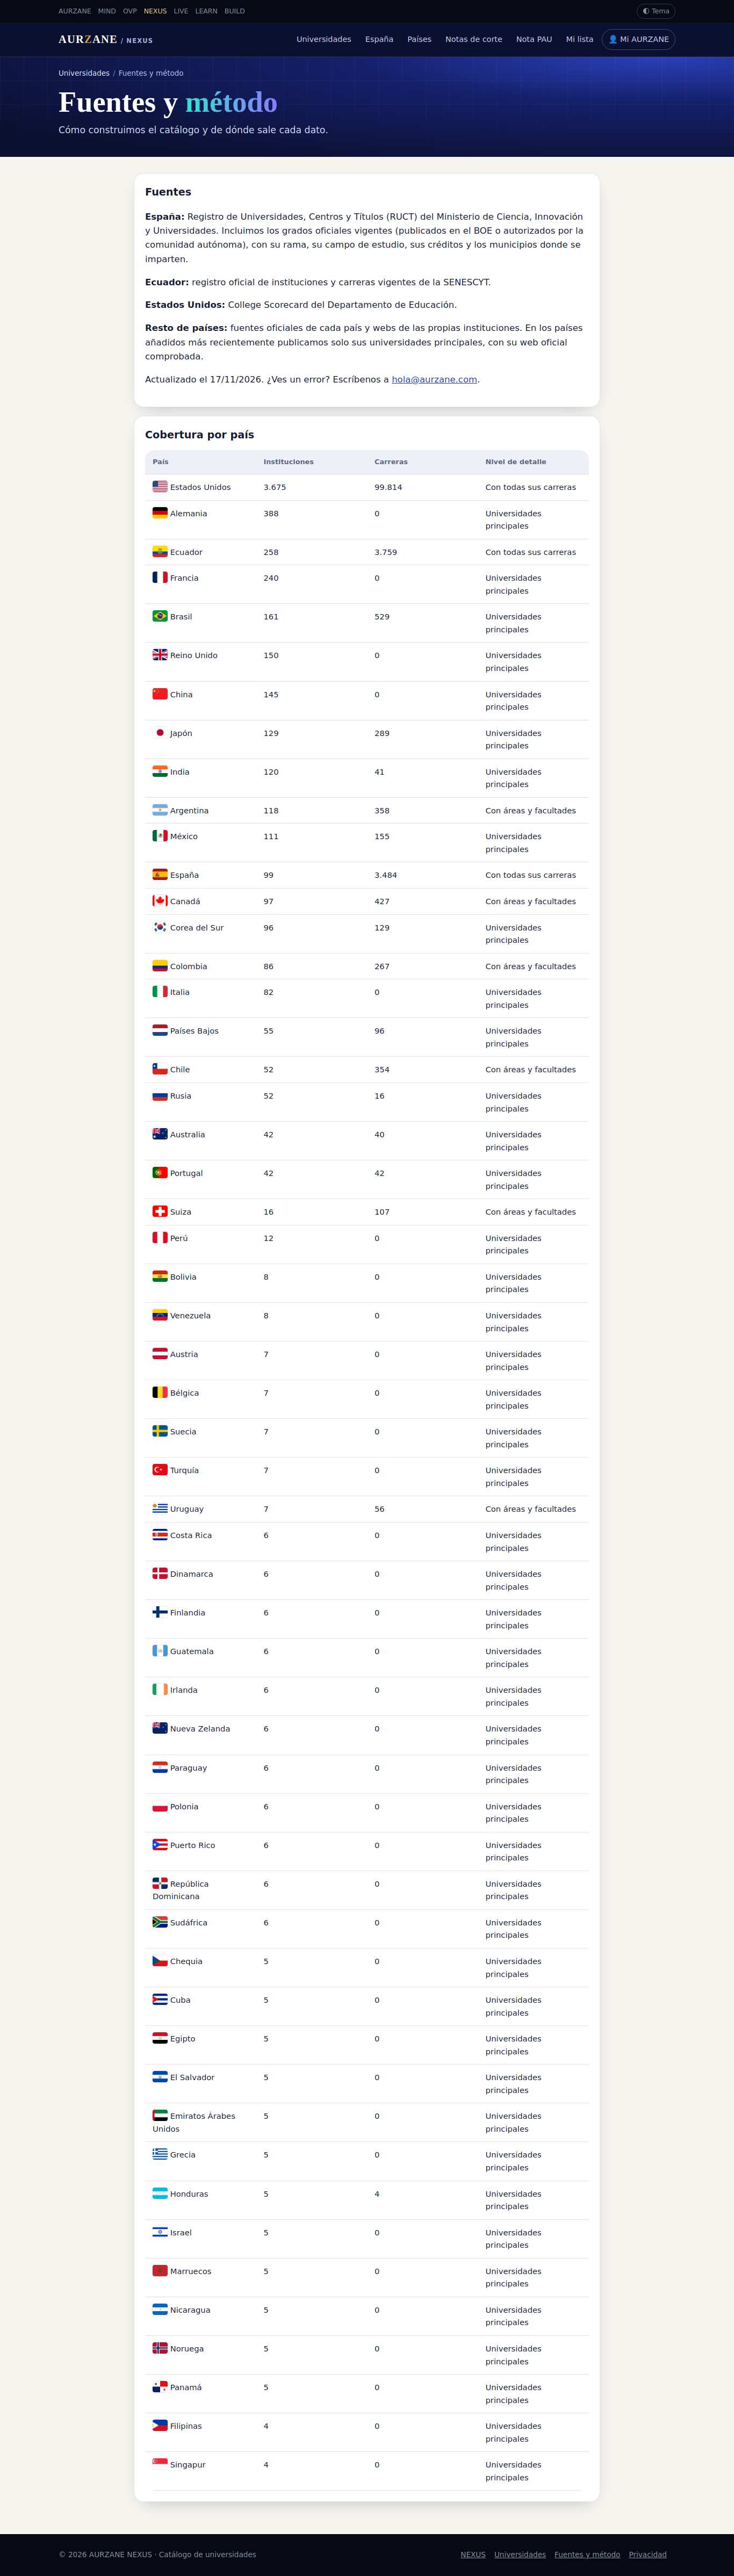 AURZANE MIND OVP NEXUS LIVE LEARN BUILD Tema
AURZANE / NEXUS Universidades España Países Notas de corte Nota PAU Mi lista Mi AURZANE
Universidades / Fuentes y método
Fuentes y método
Cómo construimos el catálogo y de dónde sale cada dato.
Fuentes
España: Registro de Universidades, Centros y Títulos (RUCT) del Ministerio de Ciencia, Innovación
y Universidades. Incluimos los grados oficiales vigentes (publicados en el BOE o autorizados por la
comunidad autónoma), con su rama, su campo de estudio, sus créditos y los municipios donde se
imparten.
Ecuador: registro oficial de instituciones y carreras vigentes de la SENESCYT.
Estados Unidos: College Scorecard del Departamento de Educación.
Resto de países: fuentes oficiales de cada país y webs de las propias instituciones. En los países
añadidos más recientemente publicamos solo sus universidades principales, con su web oficial
comprobada.
Actualizado el 17/11/2026. ¿Ves un error? Escríbenos a hola@aurzane.com.
Cobertura por país
País Instituciones Carreras Nivel de detalle
Estados Unidos 3.675 99.814 Con todas sus carreras
Alemania 388 0 Universidades
principales
Ecuador 258 3.759 Con todas sus carreras
Francia 240 0 Universidades
principales
Brasil 161 529 Universidades
principales
Reino Unido 150 0 Universidades
principales
China 145 0 Universidades
principales
Japón 129 289 Universidades
principales
India 120 41 Universidades
principales
Argentina 118 358 Con áreas y facultades
México 111 155 Universidades
principales
España 99 3.484 Con todas sus carreras
Canadá 97 427 Con áreas y facultades
Corea del Sur 96 129 Universidades
principales
Colombia 86 267 Con áreas y facultades
Italia 82 0 Universidades
principales
Países Bajos 55 96 Universidades
principales
Chile 52 354 Con áreas y facultades
Rusia 52 16 Universidades
principales
Australia 42 40 Universidades
principales
Portugal 42 42 Universidades
principales
Suiza 16 107 Con áreas y facultades
Perú 12 0 Universidades
principales
Bolivia 8 0 Universidades
principales
Venezuela 8 0 Universidades
principales
Austria 7 0 Universidades
principales
Bélgica 7 0 Universidades
principales
Suecia 7 0 Universidades
principales
Turquía 7 0 Universidades
principales
Uruguay 7 56 Con áreas y facultades
Costa Rica 6 0 Universidades
principales
Dinamarca 6 0 Universidades
principales
Finlandia 6 0 Universidades
principales
Guatemala 6 0 Universidades
principales
Irlanda 6 0 Universidades
principales
Nueva Zelanda 6 0 Universidades
principales
Paraguay 6 0 Universidades
principales
Polonia 6 0 Universidades
principales
Puerto Rico 6 0 Universidades
principales
República 6 0 Universidades
Dominicana principales
Sudáfrica 6 0 Universidades
principales
Chequia 5 0 Universidades
principales
Cuba 5 0 Universidades
principales
Egipto 5 0 Universidades
principales
El Salvador 5 0 Universidades
principales
Emiratos Árabes 5 0 Universidades
Unidos principales
Grecia 5 0 Universidades
principales
Honduras 5 4 Universidades
principales
Israel 5 0 Universidades
principales
Marruecos 5 0 Universidades
principales
Nicaragua 5 0 Universidades
principales
Noruega 5 0 Universidades
principales
Panamá 5 0 Universidades
principales
Filipinas 4 0 Universidades
principales
Singapur 4 0 Universidades
principales
© 2026 AURZANE NEXUS · Catálogo de universidades NEXUS Universidades Fuentes y método Privacidad